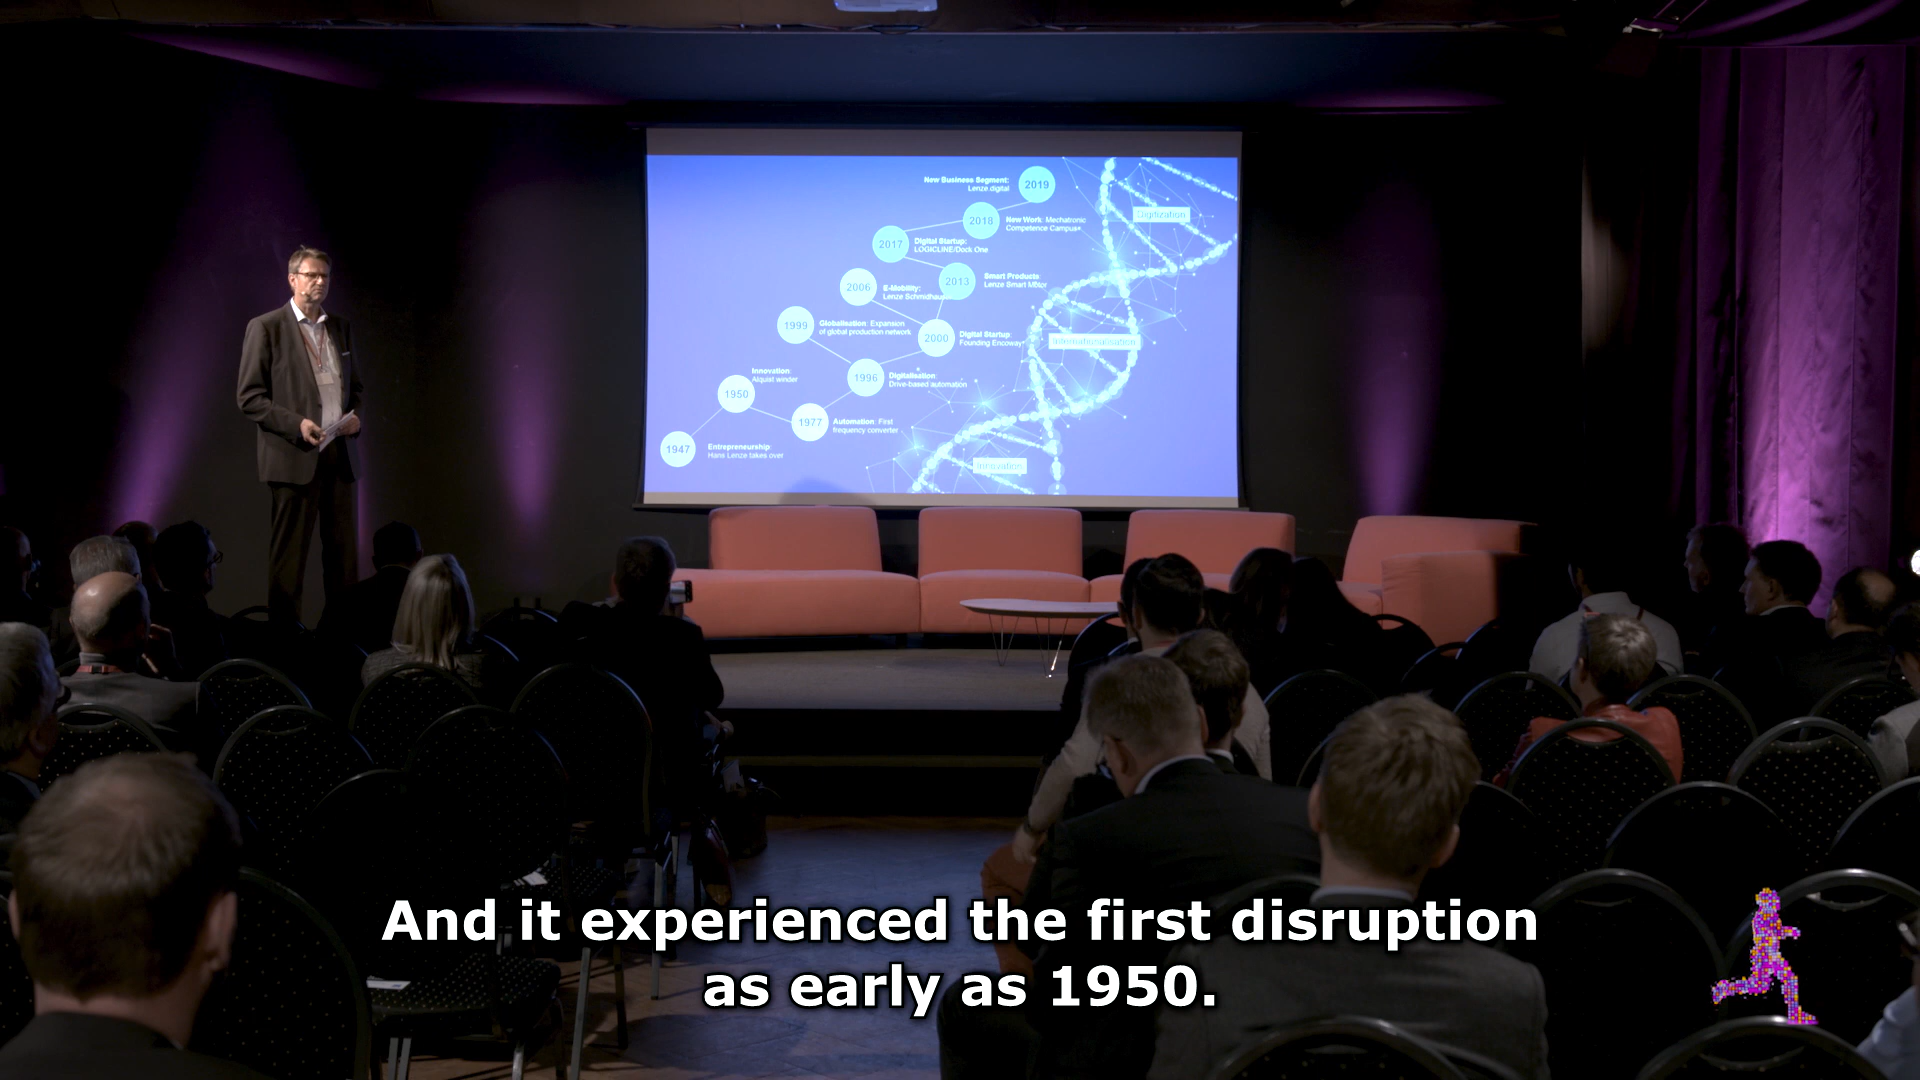 New Business Segment:
Lenze.digital
2019
2018
New Work: Mechatronic
Competence Campus+
2017
Digital Startup:
LOGICLINE/Dock One
Digitization
2006
E-Mobility:
Lenze Schmidhauser
2013
Smart Products:
Lenze Smart Motor
1999
Globalisation: Expansion
of global production network
2000
Digital Startup:
Founding Encoway
Internationalisation
Innovation:
Alquist winder
1950
1996
Digitalisation:
Drive-based automation
1977
Automation: First
frequency converter
1947
Entrepreneurship:
Hans Lenze takes over
Innovation
And it experienced the first disruption
as early as 1950.